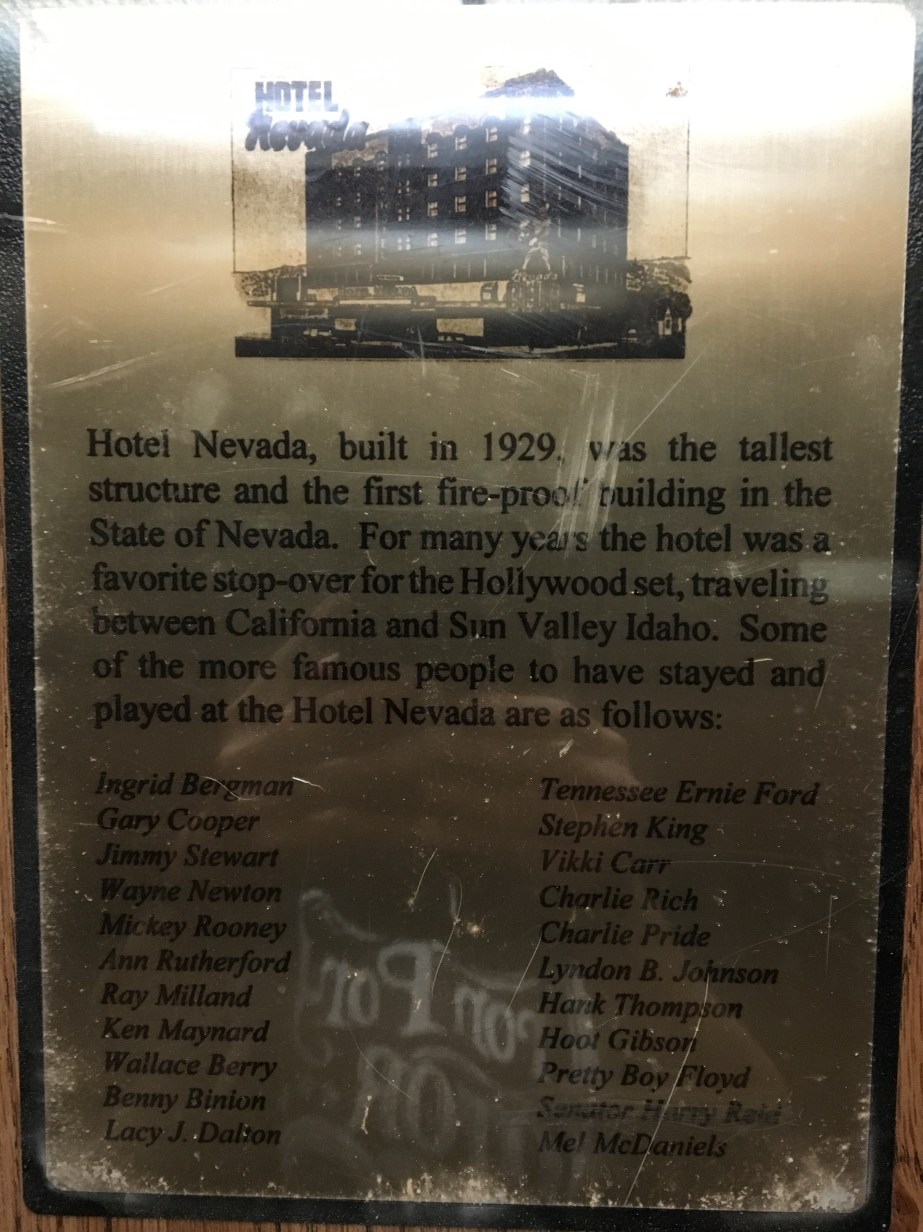 HOTEL
Nevada
Nevada
Hotel Nevada, built in 1929, was the tallest
structure and the first fire-proof building in the
State of Nevada. For many years the hotel was a
favorite stop-over for the Hollywood set, traveling
between California and Sun Valley Idaho. Some
of the more famous people to have stayed and
played at the Hotel Nevada are as follows:
Ingrid Bergman
Gary Cooper
Jimmy Stewart
Wayne Newton
Mickey Rooney
Ann Rutherford
Ray Milland
Ken Maynard
Wallace Berry
Benny Binion
Lacy J. Dalton
Tennessee Ernie Ford
Stephen King
Vikki Carr
Charlie Rich
Charlie Pride
Lyndon B. Johnson
Hank Thompson
Hoot Gibson
Pretty Boy Floyd
Senator Harry Reid
Mel McDaniels